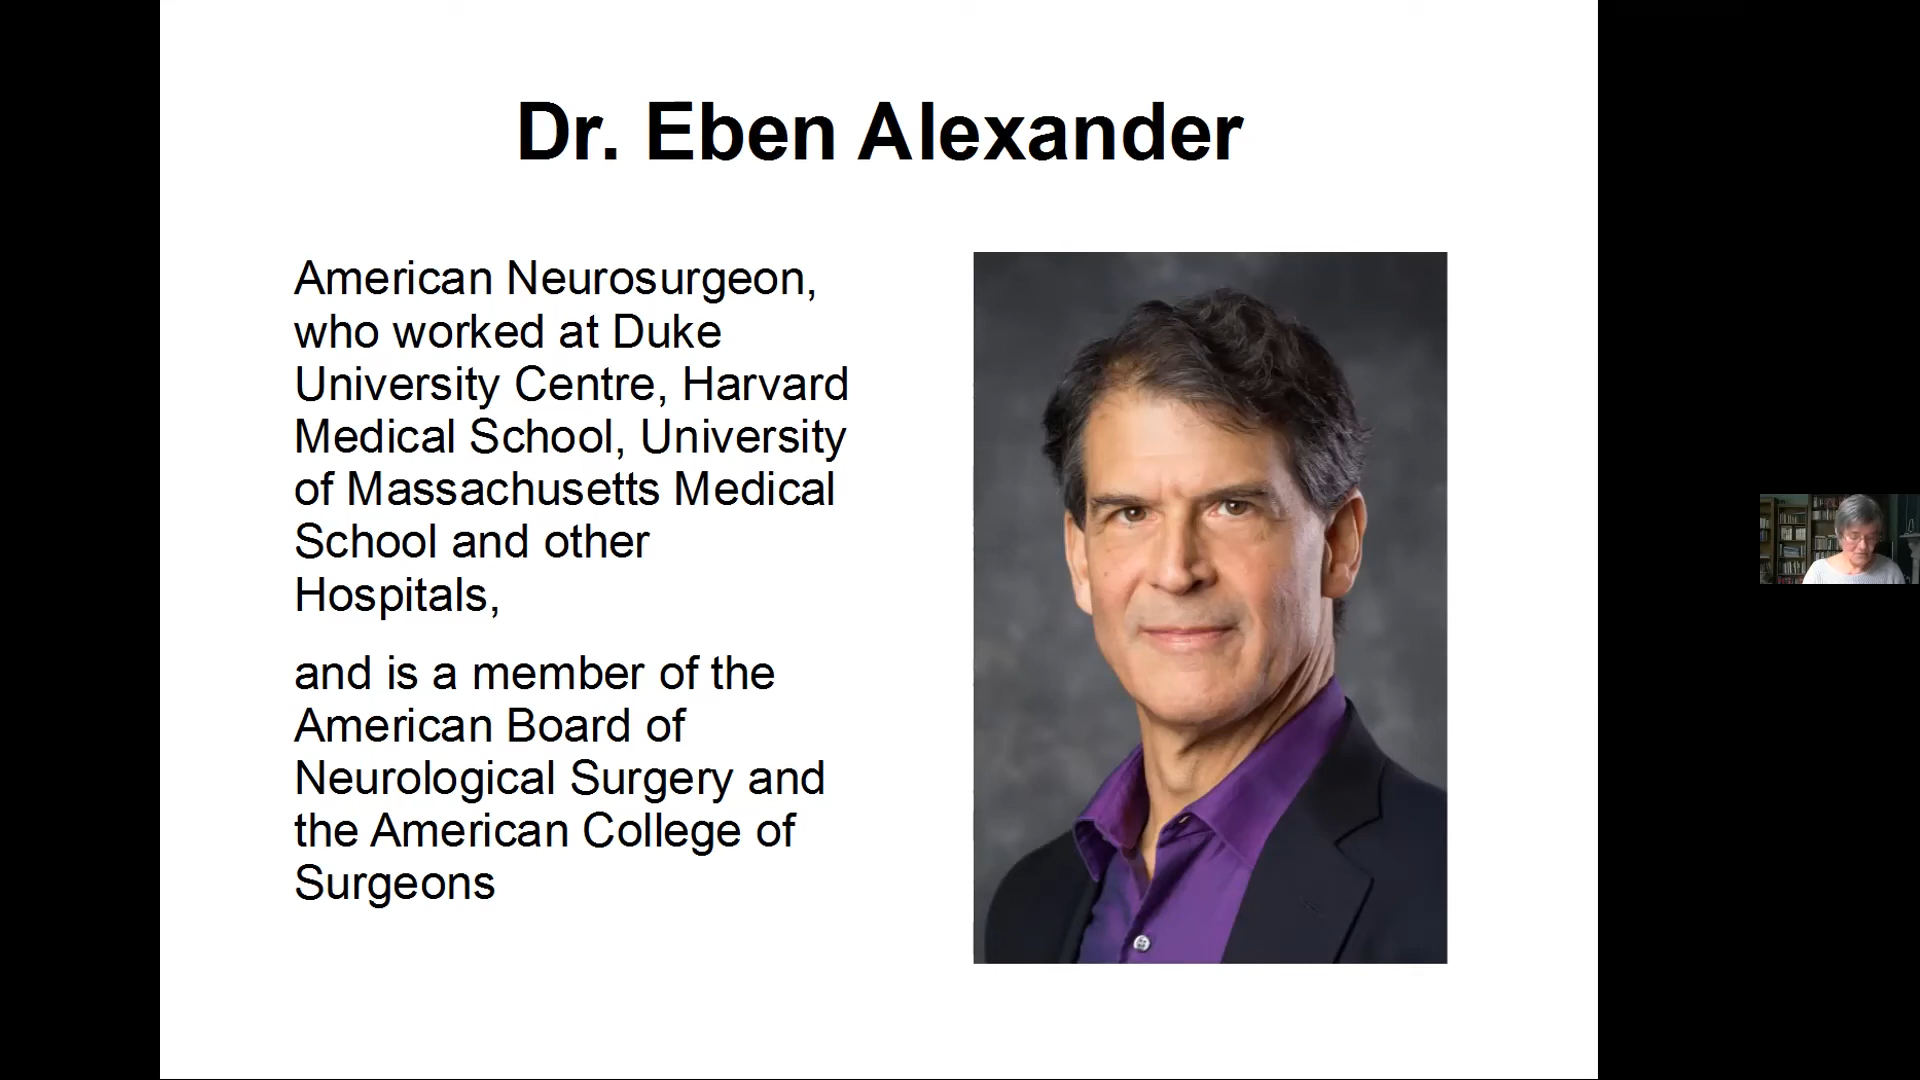 Dr. Eben Alexander
American Neurosurgeon,
who worked at Duke
University Centre, Harvard
Medical School, University
of Massachusetts Medical
School and other
Hospitals,
and is a member of the
American Board of
Neurological Surgery and
the American College of
Surgeons